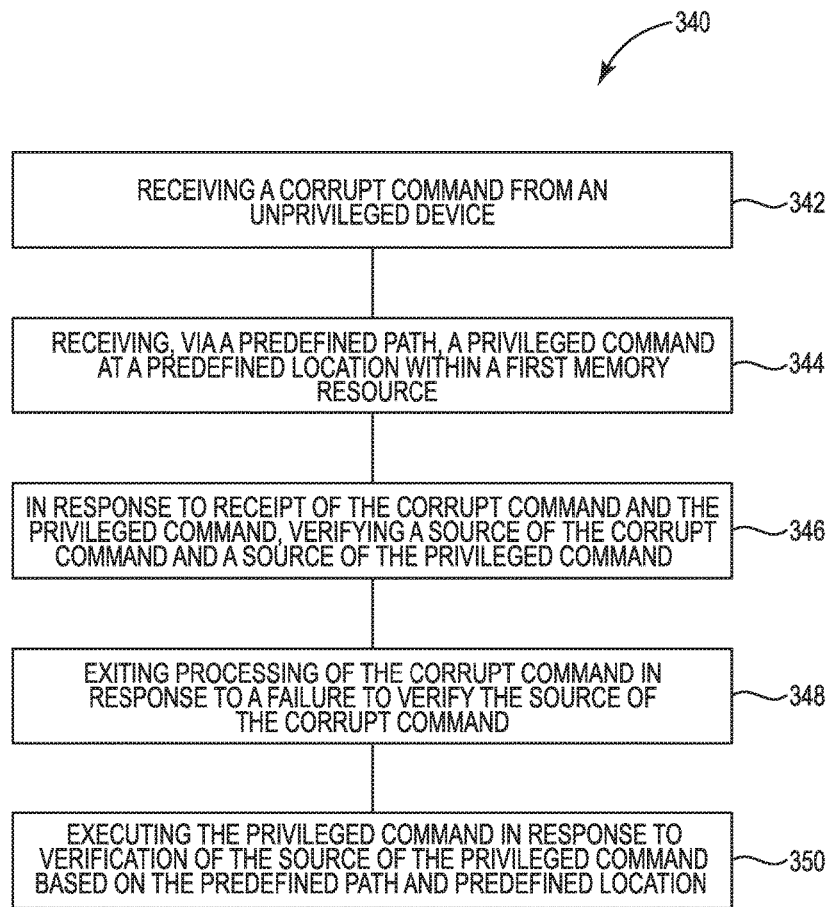 340
RECEIVING A CORRUPT COMMAND FROM AN
UNPRIVILEGED DEVICE
342
RECEIVING, VIA A PREDEFINED PATH, A PRIVILEGED COMMAND
AT A PREDEFINED LOCATION WITHIN A FIRST MEMORY
RESOURCE
344
IN RESPONSE TO RECEIPT OF THE CORRUPT COMMAND AND THE
PRIVILEGED COMMAND, VERIFYING A SOURCE OF THE CORRUPT
COMMAND AND A SOURCE OF THE PRIVILEGED COMMAND
346
EXITING PROCESSING OF THE CORRUPT COMMAND IN
RESPONSE TO A FAILURE TO VERIFY THE SOURCE OF
THE CORRUPT COMMAND
348
EXECUTING THE PRIVILEGED COMMAND IN RESPONSE TO
VERIFICATION OF THE SOURCE OF THE PRIVILEGED COMMAND
BASED ON THE PREDEFINED PATH AND PREDEFINED LOCATION
350